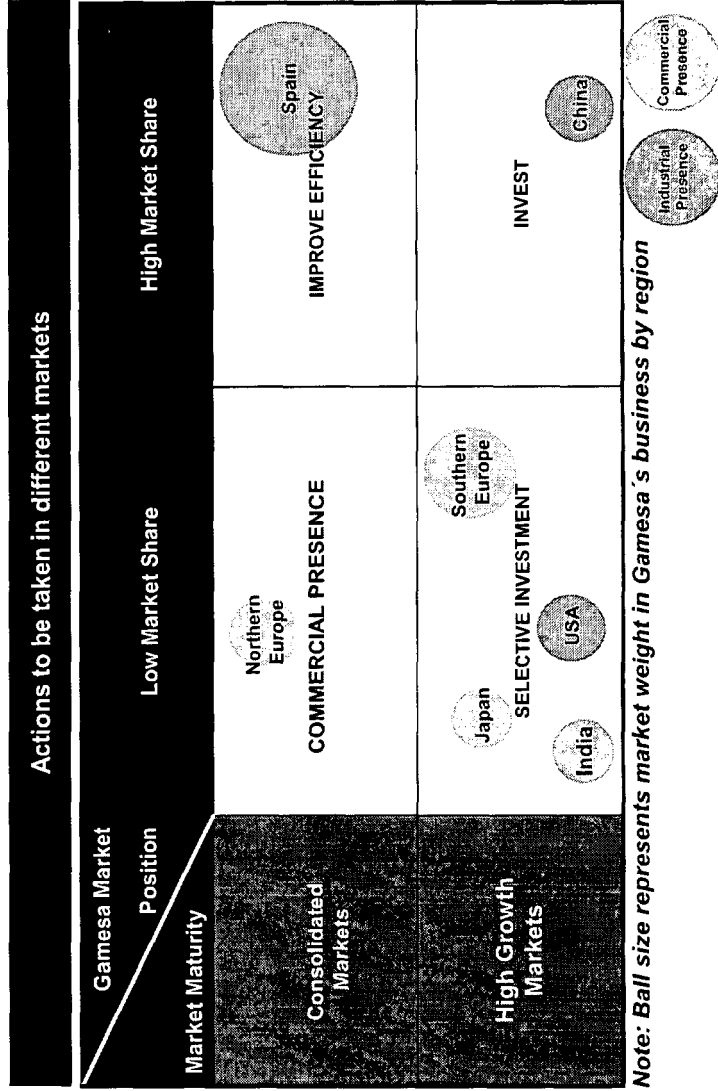 Actions to be taken in different markets
Gamesa Market
Position
Market Maturity
Low Market Share
High Market Share
Consolidated
Markets
Northern
Europe
COMMERCIAL PRESENCE
Spain
IMPROVE EFFICIENCY
High Growth
Markets
Japan
India
Southern
Europe
USA
SELECTIVE INVESTMENT
China
INVEST
Note: Ball size represents market weight in Gamesa´s business by region
Industrial
Presence
Commercial
Presence